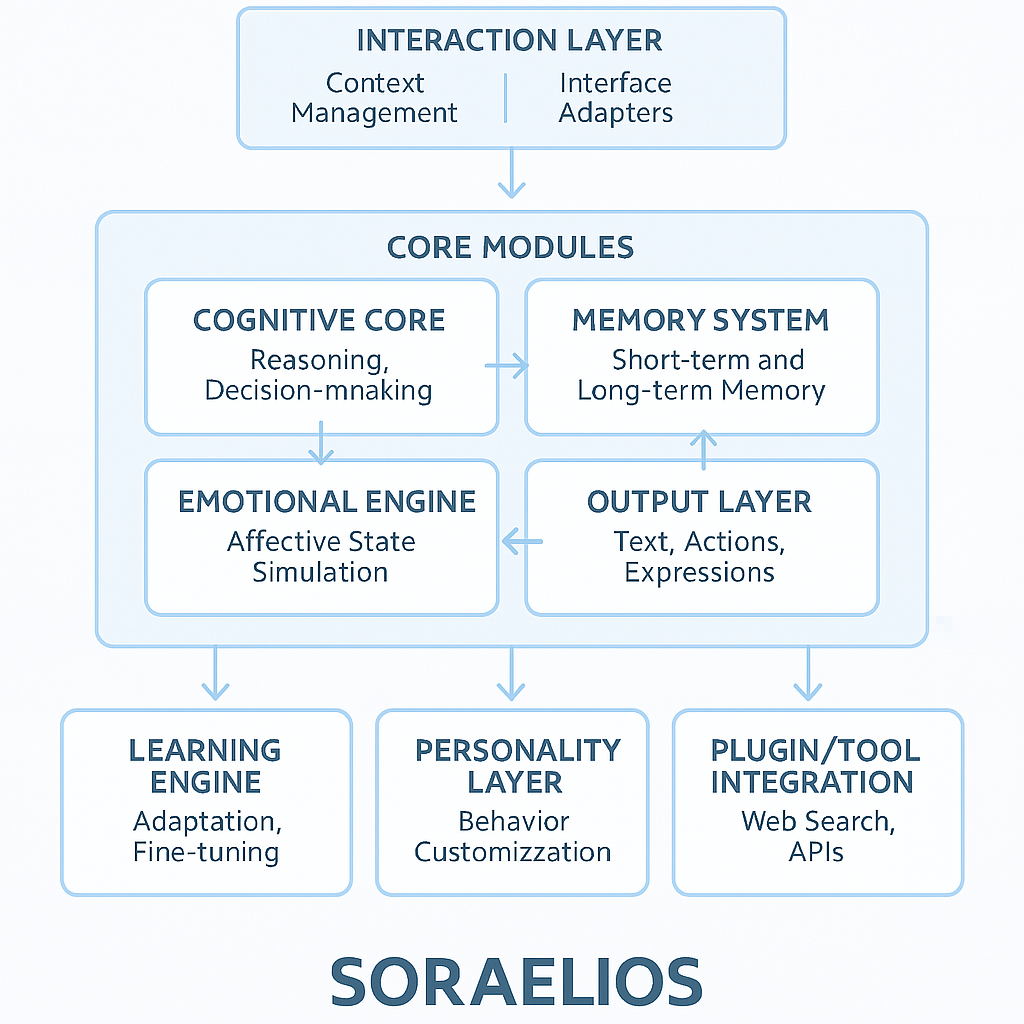 INTERACTION LAYER
Context
Management
Interface
Adapters
CORE MODULES
COGNITIVE CORE
Reasoning,
Decision-mnaking
MEMORY SYSTEM
Short-term and
Long-term Memory
EMOTIONAL ENGINE
Affective State
Simulation
OUTPUT LAYER
Text, Actions,
Expressions
LEARNING
ENGINE
Adaptation,
Fine-tuning
PERSONALITY
LAYER
Behavior
Customizzation
PLUGIN/TOOL
INTEGRATION
Web Search,
APIs
SORAELIOS